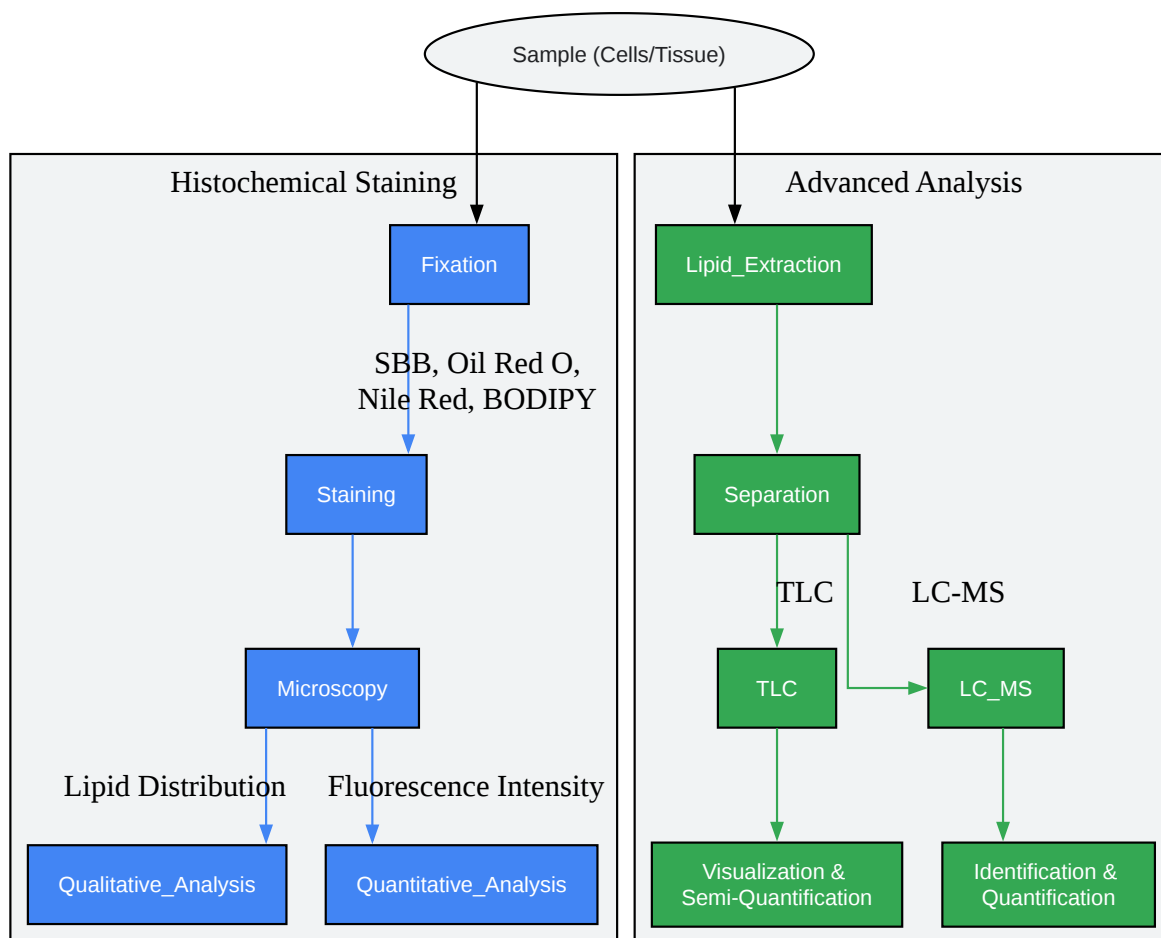 Sample (Cells/Tissue)
Histochemical Staining
Fixation
SBB, Oil Red O,
Nile Red, BODIPY
Staining
Microscopy
Lipid Distribution
Fluorescence Intensity
Qualitative_Analysis
Quantitative_Analysis
Advanced Analysis
Lipid_Extraction
Separation
TLC
LC-MS
TLC
LC_MS
Visualization &
Semi-Quantification
Identification &
Quantification